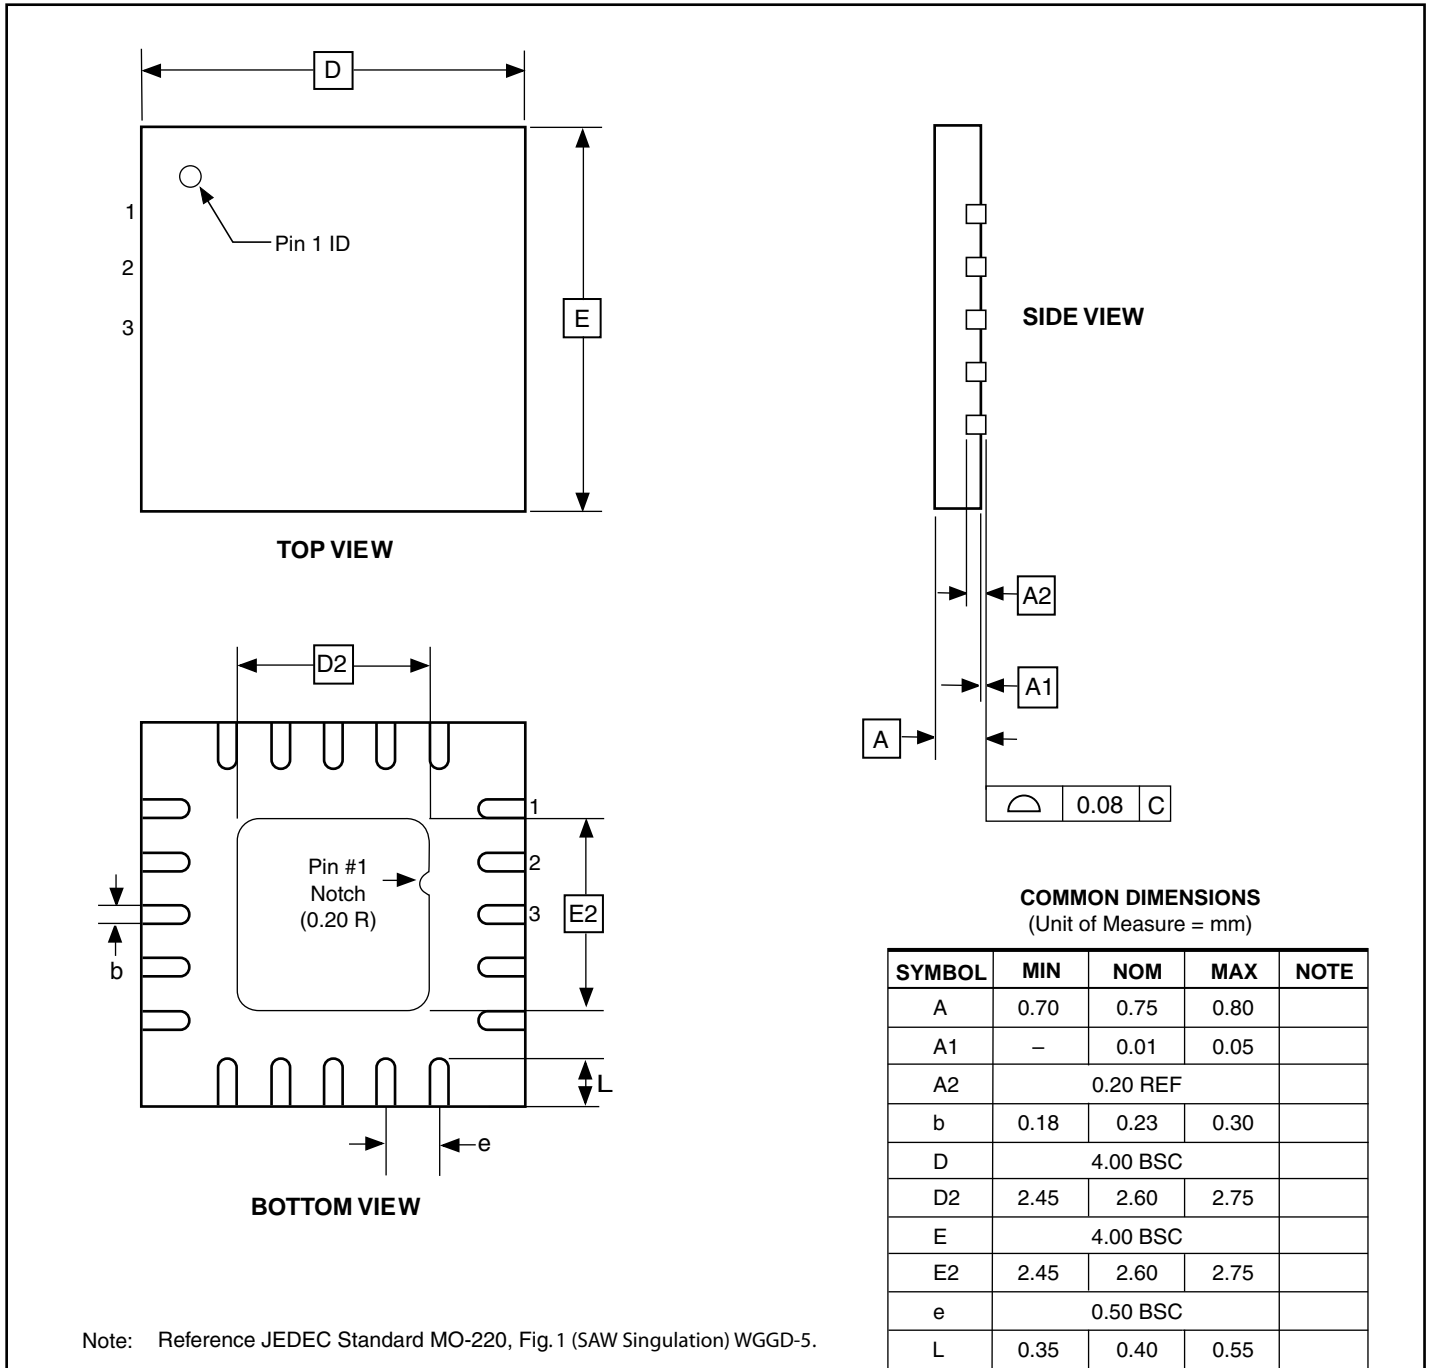 D
1
Pin 1 ID
2
3
E
SIDE VIEW
TOP VIEW
A2
D2
A1
A
0.08 C
1
Pin #1
Notch
(0.20 R)
2
3
E2
b
L
e
BOTTOM VIEW
COMMON DIMENSIONS
(Unit of Measure = mm)
SYMBOL MIN NOM MAX NOTE
A 0.70 0.75 0.80
A1 – 0.01 0.05
A2 0.20 REF
b 0.18 0.23 0.30
D 4.00 BSC
D2 2.45 2.60 2.75
E 4.00 BSC
E2 2.45 2.60 2.75
e 0.50 BSC
L 0.35 0.40 0.55
Note: Reference JEDEC Standard MO-220, Fig. 1 (SAW Singulation) WGGD-5.